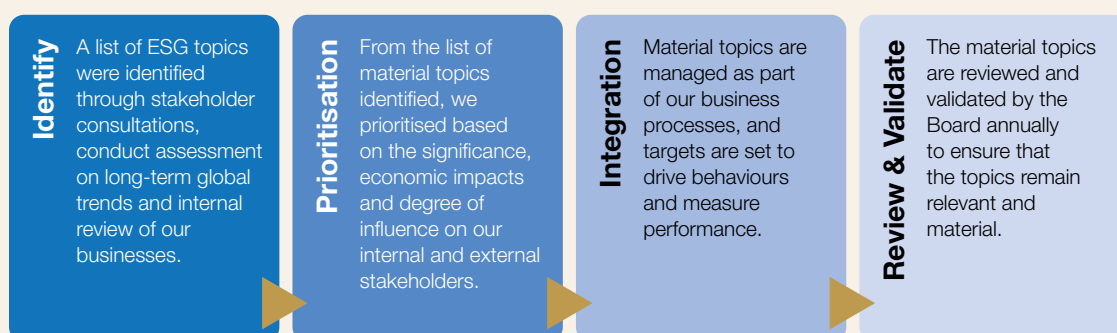 Identify
A list of ESG topics
were identified
through stakeholder
consultations,
conduct assessment
on long-term global
trends and internal
review of our
businesses.
Prioritisation
From the list of
material topics
identified, we
prioritised based
on the significance,
economic impacts
and degree of
influence on our
internal and external
stakeholders.
Integration
Material topics are
managed as part
of our business
processes, and
targets are set to
drive behaviours
and measure
performance.
Review & Validate
The material topics
are reviewed and
validated by the
Board annually
to ensure that
the topics remain
relevant and
material.